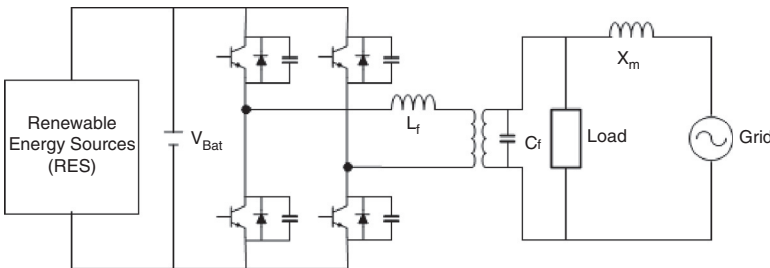 Renewable
Energy Sources
(RES)
V_Bat
L_f
C_f
Load
X_m
Grid